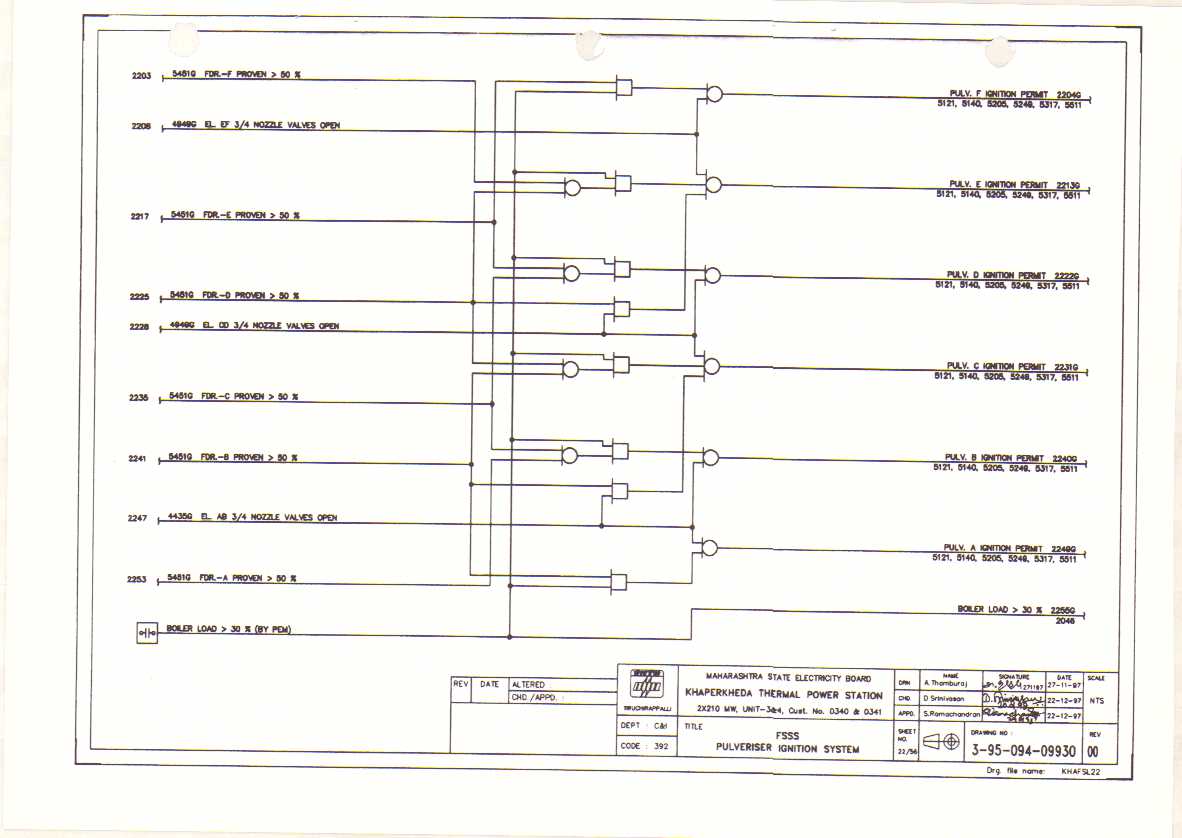 2203 5451G FDR.-F PROVEN > 50 %
PULV. F IGNITION PERMIT 2204G
5121, 5140, 5205, 5249, 5317, 5511
2208 4949G EL. EF 3/4 NOZZLE VALVES OPEN
PULV. E IGNITION PERMIT 2213G
5121, 5140, 5205, 5249, 5317, 5511
2217 5451G FDR.-E PROVEN > 50 %
PULV. D IGNITION PERMIT 2222G
5121, 5140, 5205, 5249, 5317, 5511
2225 5451G FDR.-D PROVEN > 50 %
2228 4949G EL. CD 3/4 NOZZLE VALVES OPEN
PULV. C IGNITION PERMIT 2231G
5121, 5140, 5205, 5249, 5317, 5511
2235 5451G FDR.-C PROVEN > 50 %
2241 5451G FDR.-B PROVEN > 50 %
PULV. B IGNITION PERMIT 2240G
5121, 5140, 5205, 5249, 5317, 5511
2247 4435G EL. AB 3/4 NOZZLE VALVES OPEN
PULV. A IGNITION PERMIT 2249G
5121, 5140, 5205, 5249, 5317, 5511
2253 5451G FDR.-A PROVEN > 50 %
BOILER LOAD > 30 % 2255G
2046
BOILER LOAD > 30 % (BY PEM)
REV DATE ALTERED
CHD./APPD. :
TIRUCHIRAPPALLI
DEPT : C&I
CODE : 392
MAHARASHTRA STATE ELECTRICITY BOARD
KHAPERKHEDA THERMAL POWER STATION
2X210 MW, UNIT-3&4, Cust. No. 0340 & 0341
TITLE
FSSS
PULVERISER IGNITION SYSTEM
NAME SIGNATURE DATE SCALE
DRN A.Thamburaj 27-11-97
CHD D.Srinivasan 22-12-97 NTS
APPD. S.Ramachandran 22-12-97
SHEET NO. 22/56
DRAWING NO : 3-95-094-09930
REV 00
Drg. file name: KHAFSL22